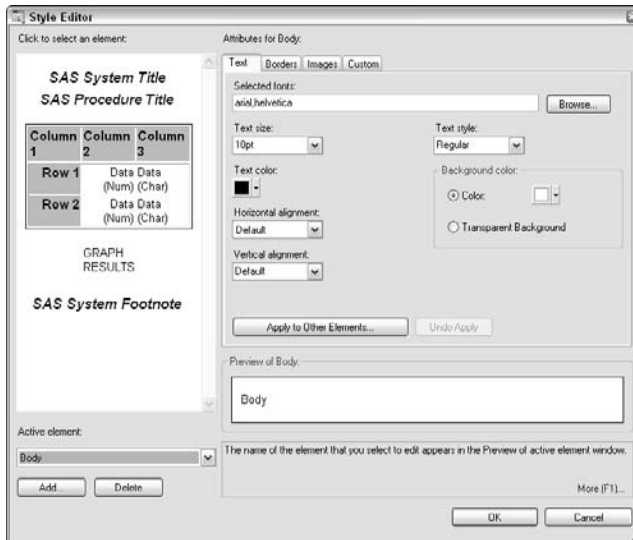 Style Editor
Click to select an element:
SAS System Title
SAS Procedure Title
Column 1 Column 2 Column 3
Row 1 Data Data
(Num) (Char)
Row 2 Data Data
(Num) (Char)
GRAPH
RESULTS
SAS System Footnote
Active element:
Body
Add...
Delete
Attributes for Body:
Text Borders Images Custom
Selected fonts:
arial,helvetica
Browse...
Text size:
10pt
Text style:
Regular
Text color:
Background color:
Color:
Transparent Background
Horizontal alignment:
Default
Vertical alignment:
Default
Apply to Other Elements...
Undo Apply
Preview of Body:
Body
The name of the element that you select to edit appears in the Preview of active element window.
More (F1)...
OK
Cancel